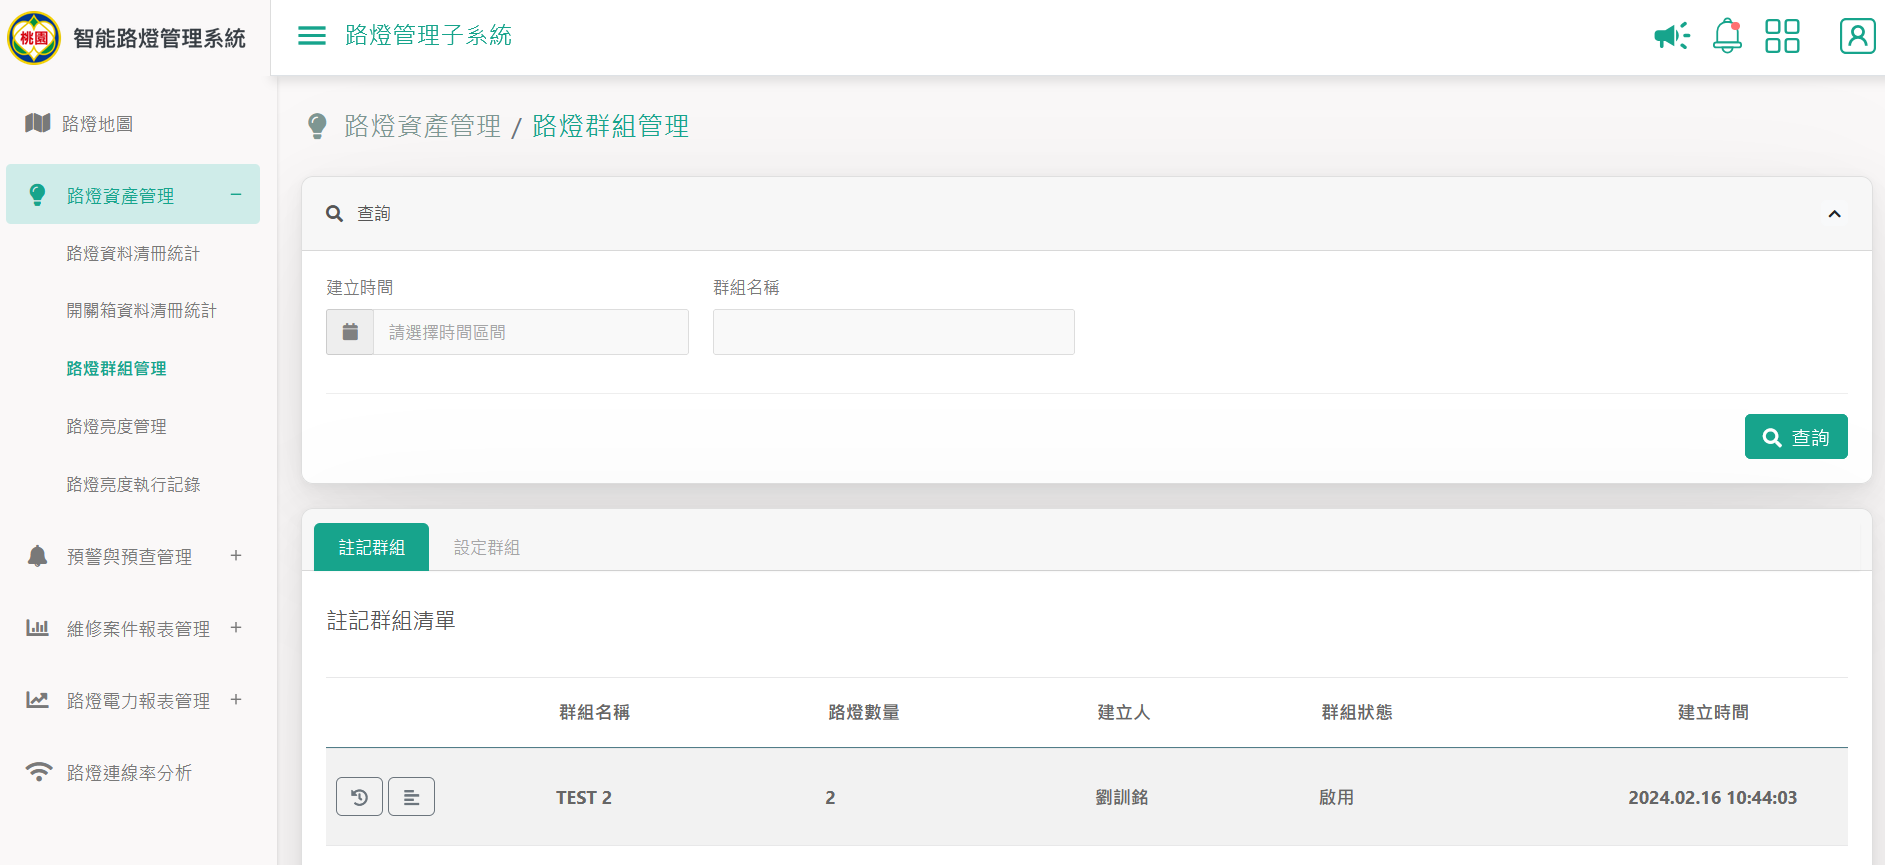 桃園
智能路燈管理系統
路燈管理子系統
路燈地圖
路燈資產管理
路燈資料清冊統計
開關箱資料清冊統計
路燈群組管理
路燈亮度管理
路燈亮度執行記錄
預警與預查管理
維修案件報表管理
路燈電力報表管理
路燈連線率分析
路燈資產管理 / 路燈群組管理
查詢
建立時間 群組名稱
請選擇時間區間
查詢
註記群組 設定群組
註記群組清單
群組名稱 路燈數量 建立人 群組狀態 建立時間
TEST 2 2 劉訓銘 啟用 2024.02.16 10:44:03